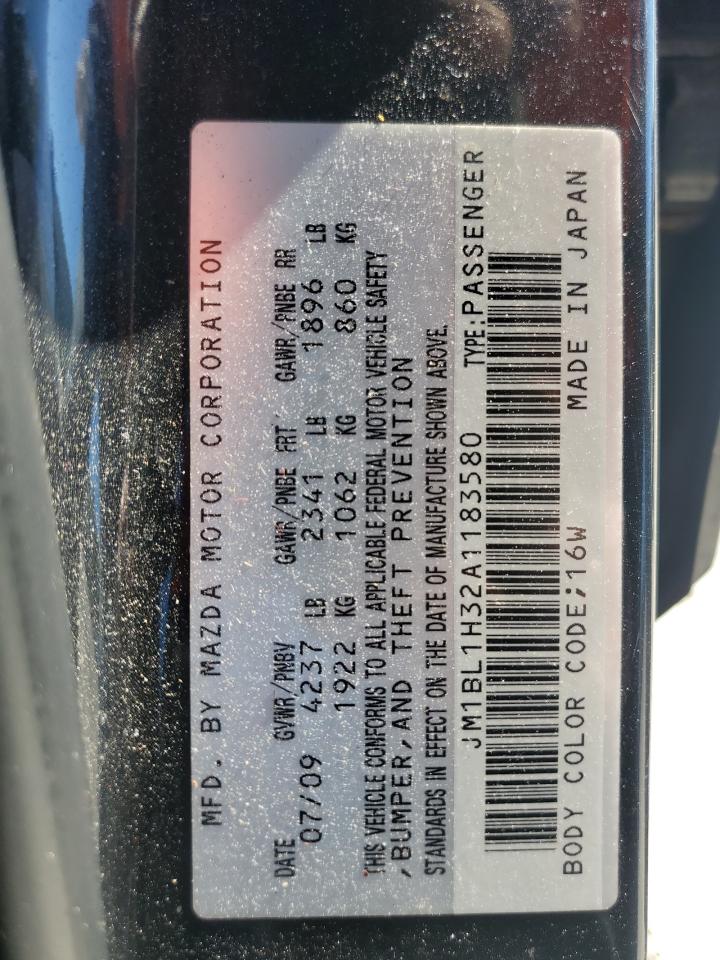 MFD. BY MAZDA MOTOR CORPORATION
DATE GVWR/PNBV GAWR/PNBE FRT GAWR/PNBE RR
07/09 4237 LB 2341 LB 1896 LB
1922 KG 1062 KG 860 KG
THIS VEHICLE CONFORMS TO ALL APPLICABLE FEDERAL MOTOR VEHICLE SAFETY
,BUMPER,AND THEFT PREVENTION
STANDARDS IN EFFECT ON THE DATE OF MANUFACTURE SHOWN ABOVE.
JM1BL1H32A1183580 TYPE:PASSENGER
BODY COLOR CODE;16W MADE IN JAPAN